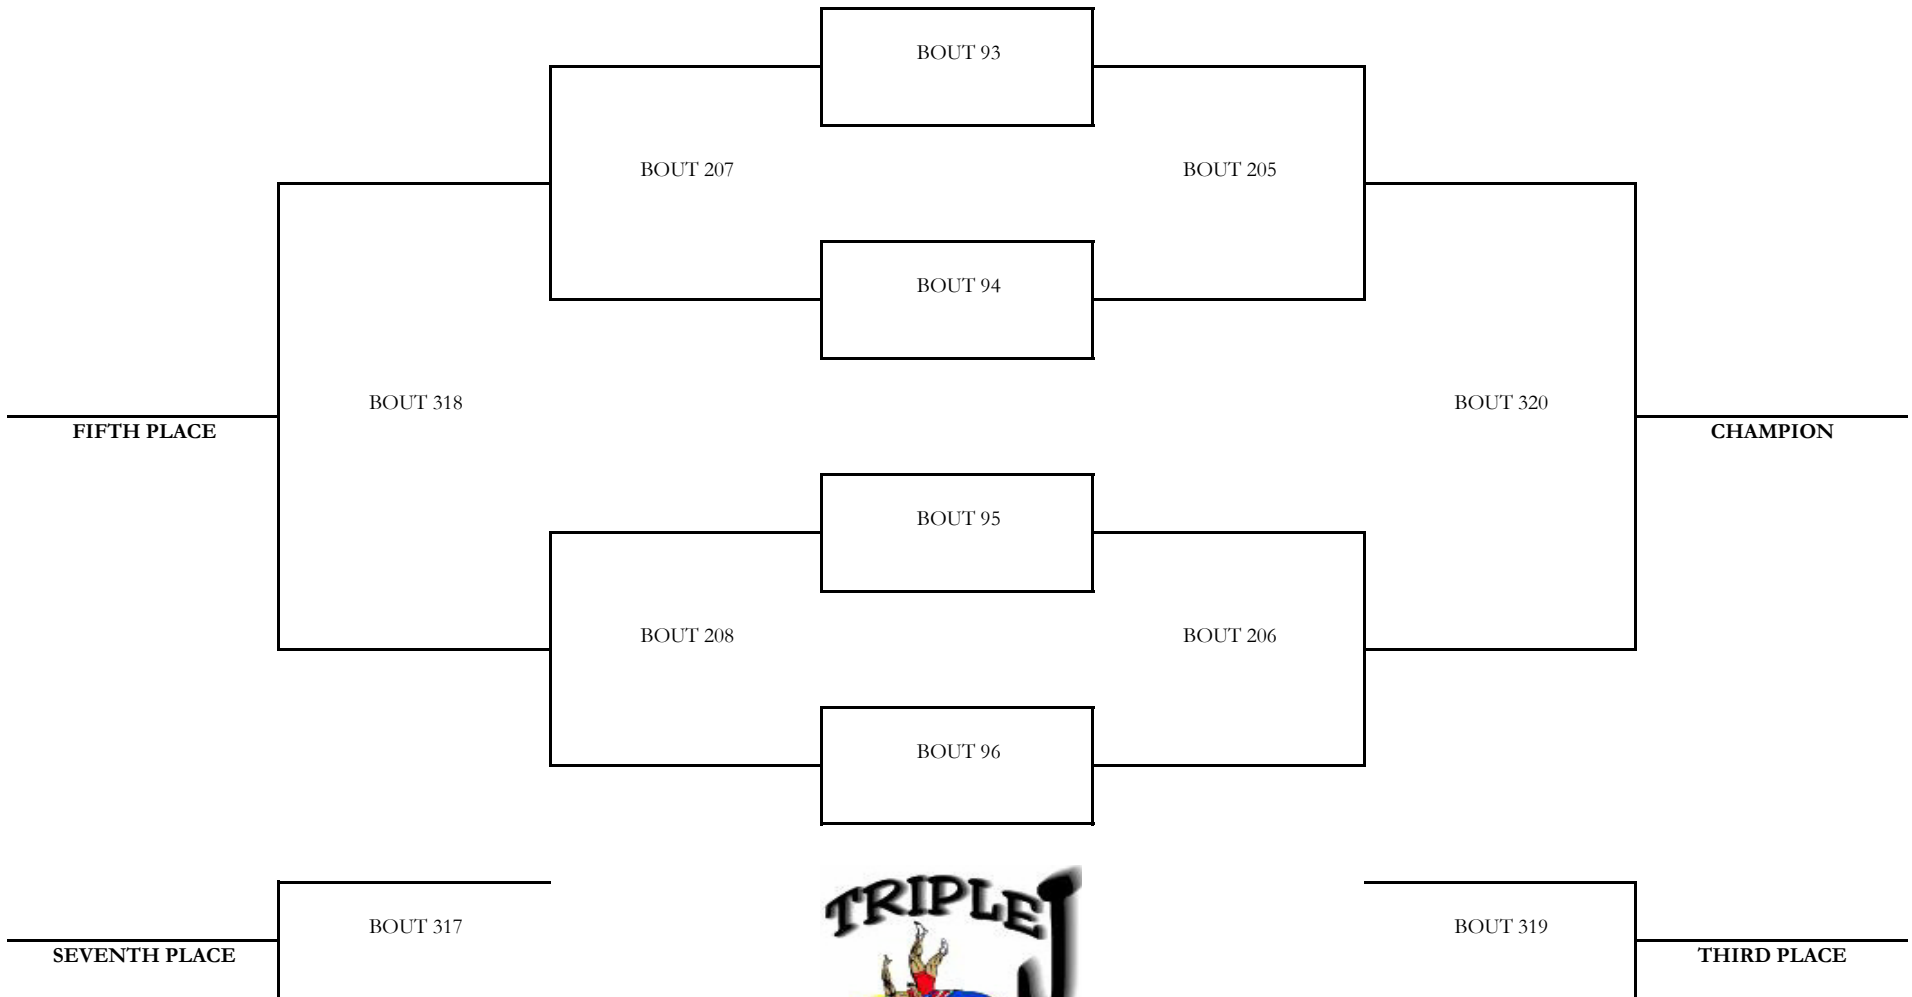 BOUT 93
BOUT 207
BOUT 205
BOUT 94
BOUT 318
BOUT 320
FIFTH PLACE
CHAMPION
BOUT 95
BOUT 208
BOUT 206
BOUT 96
TRIPLE J
BOUT 317
BOUT 319
SEVENTH PLACE
THIRD PLACE